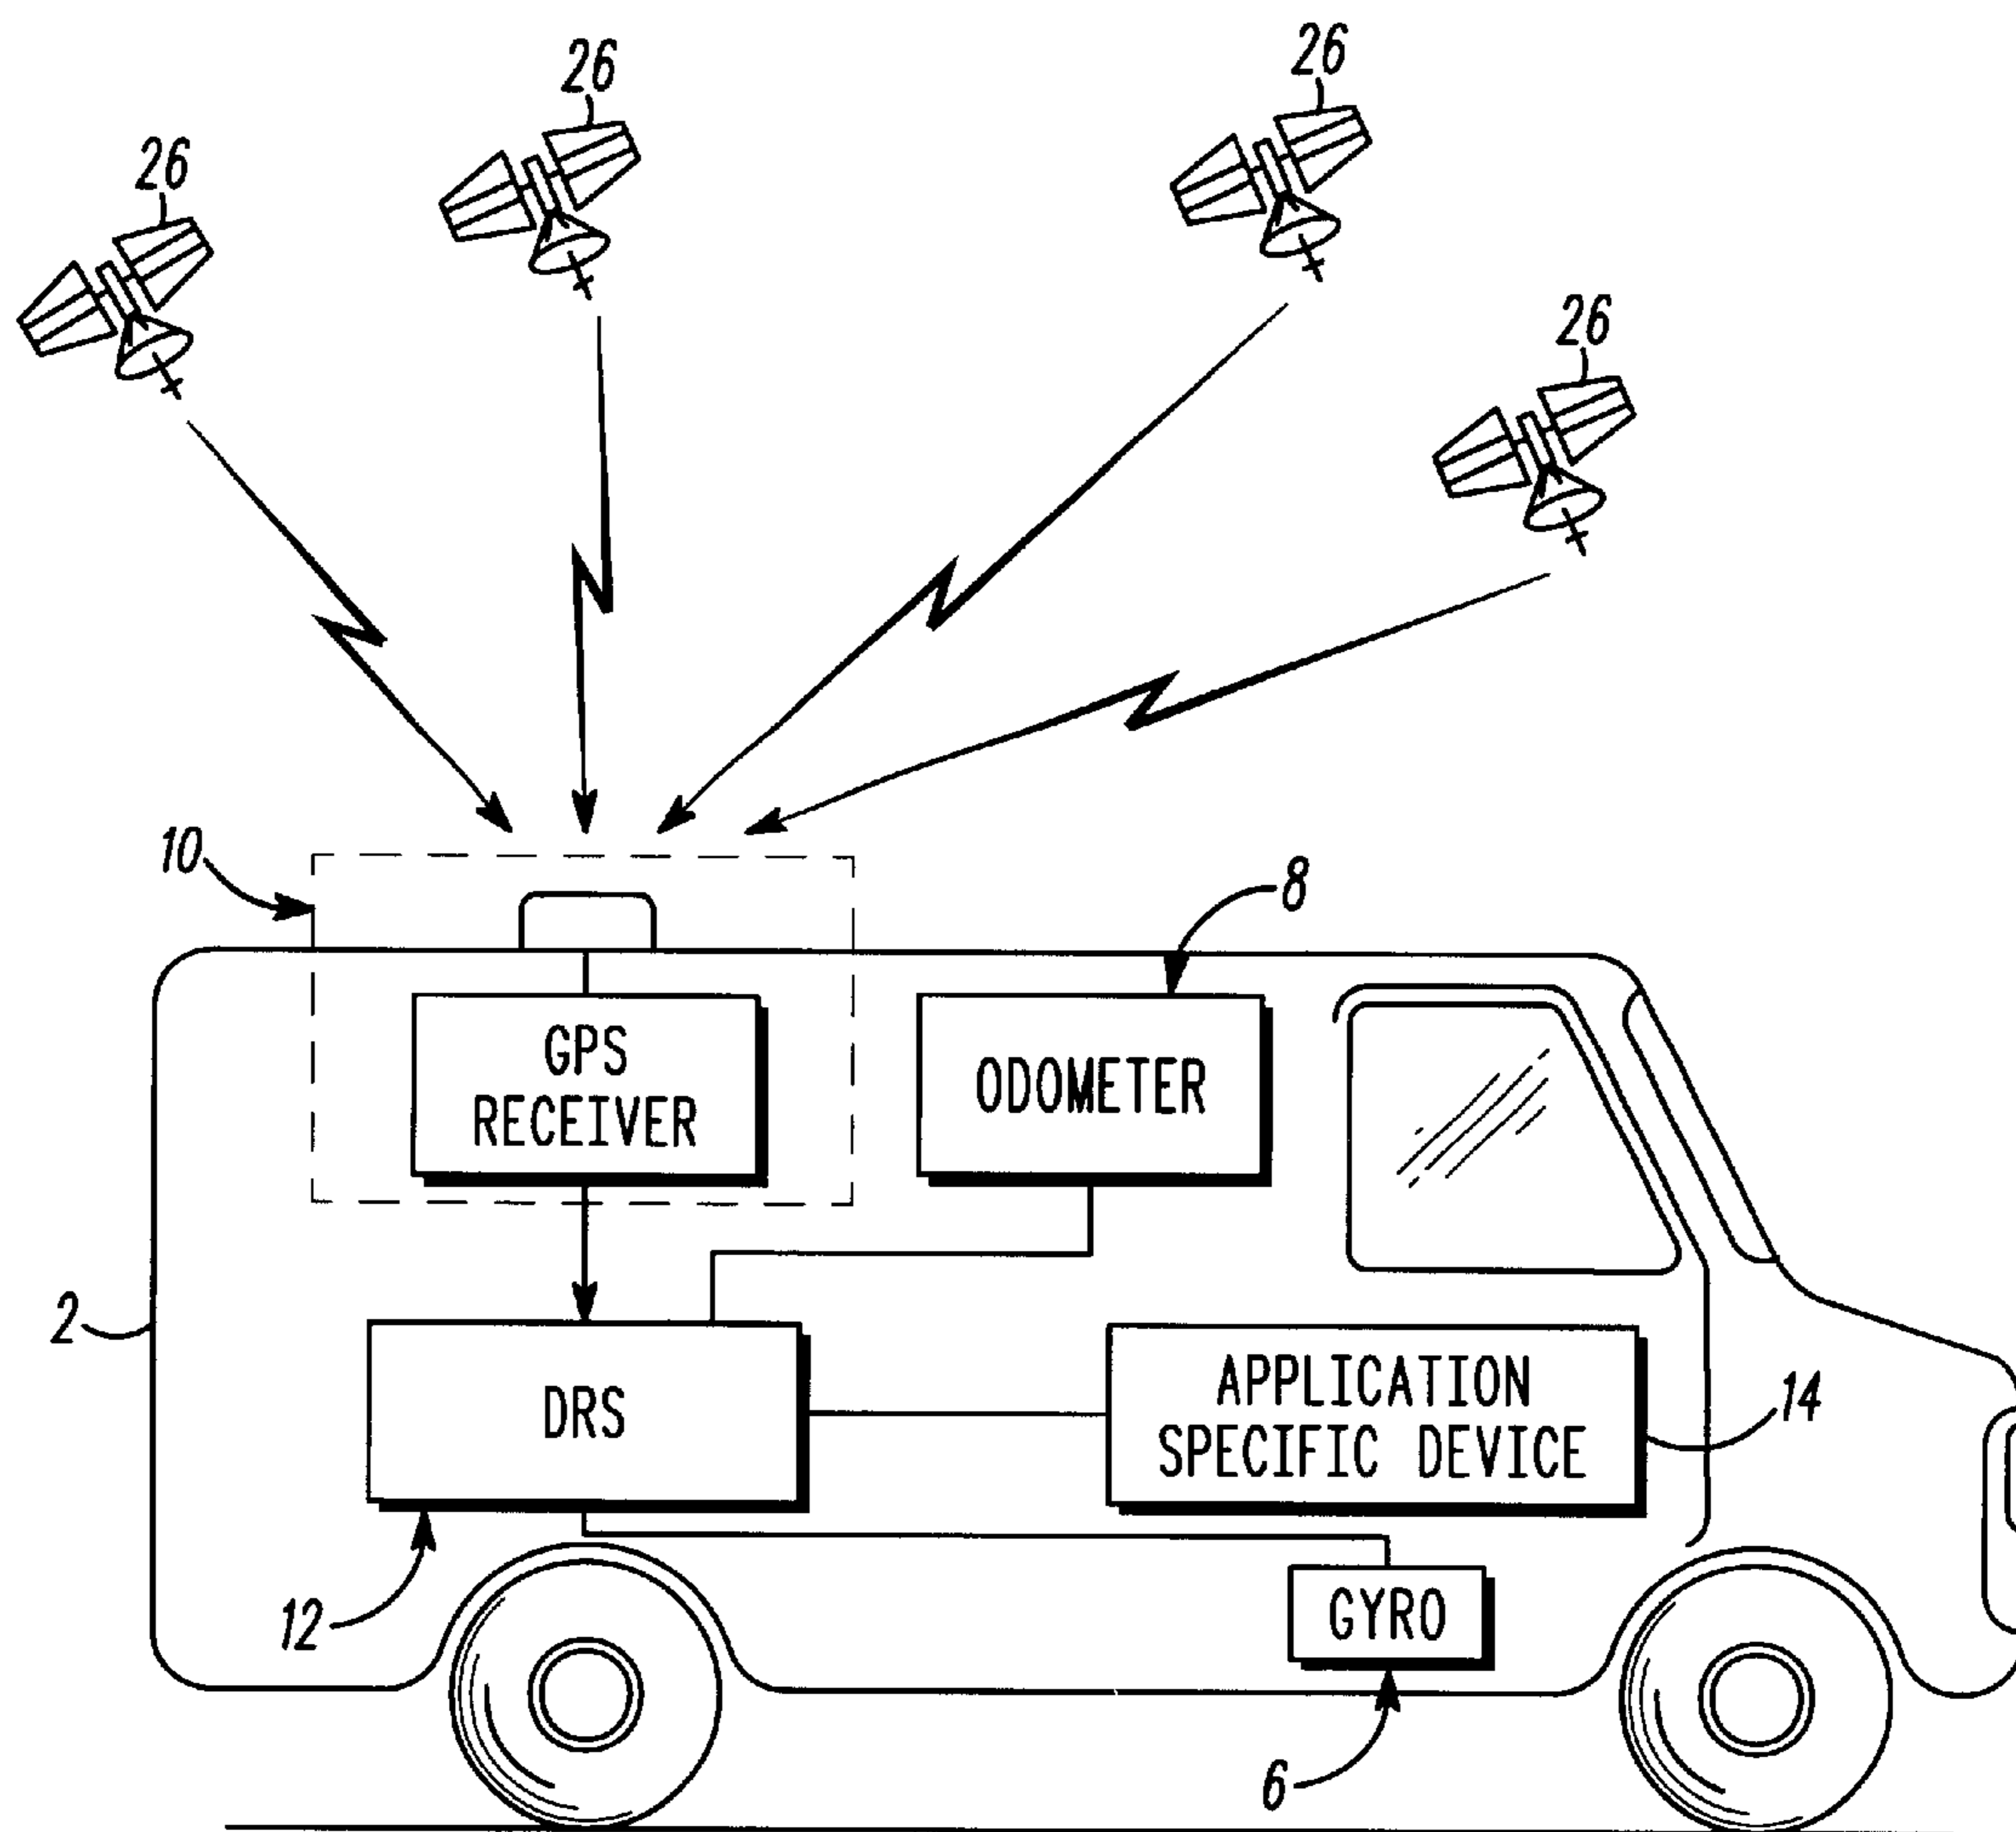 26
26
26
26
10
8
GPS
RECEIVER
ODOMETER
2
DRS
APPLICATION
SPECIFIC DEVICE
14
12
GYRO
6